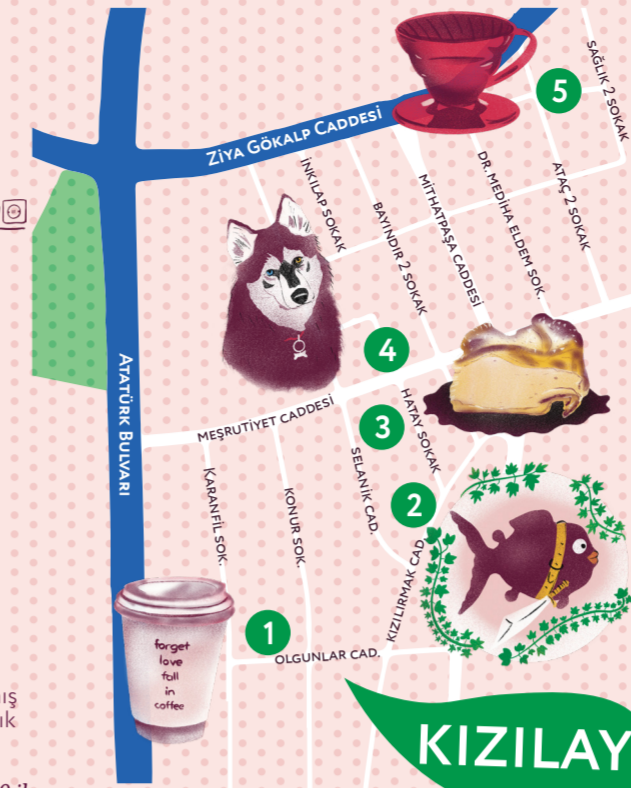 SAĞLIK 2 SOKAK
5
ZİYA GÖKALP CADDESİ
İNKILAP SOKAK
BAYINDIR 2 SOKAK
MİTHATPAŞA CADDESİ
DR. MEDİHA ELDEM SOK.
ATAÇ 2 SOKAK
4
ATATÜRK BULVARI
MEŞRUTİYET CADDESİ
3
HATAY SOKAK
SELANİK CAD.
KARANFİL SOK.
KONUR SOK.
2
KIZILIRMAK CAD.
1
OLGUNLAR CAD.
forget
love
fall
in
coffee
KIZILAY